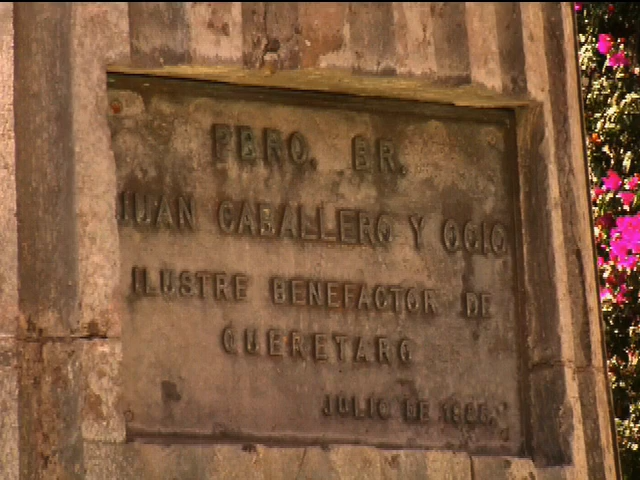 PBRO. BR.
JUAN CABALLERO Y OCIO
ILUSTRE BENEFACTOR DE
QUERETARO
JULIO DE